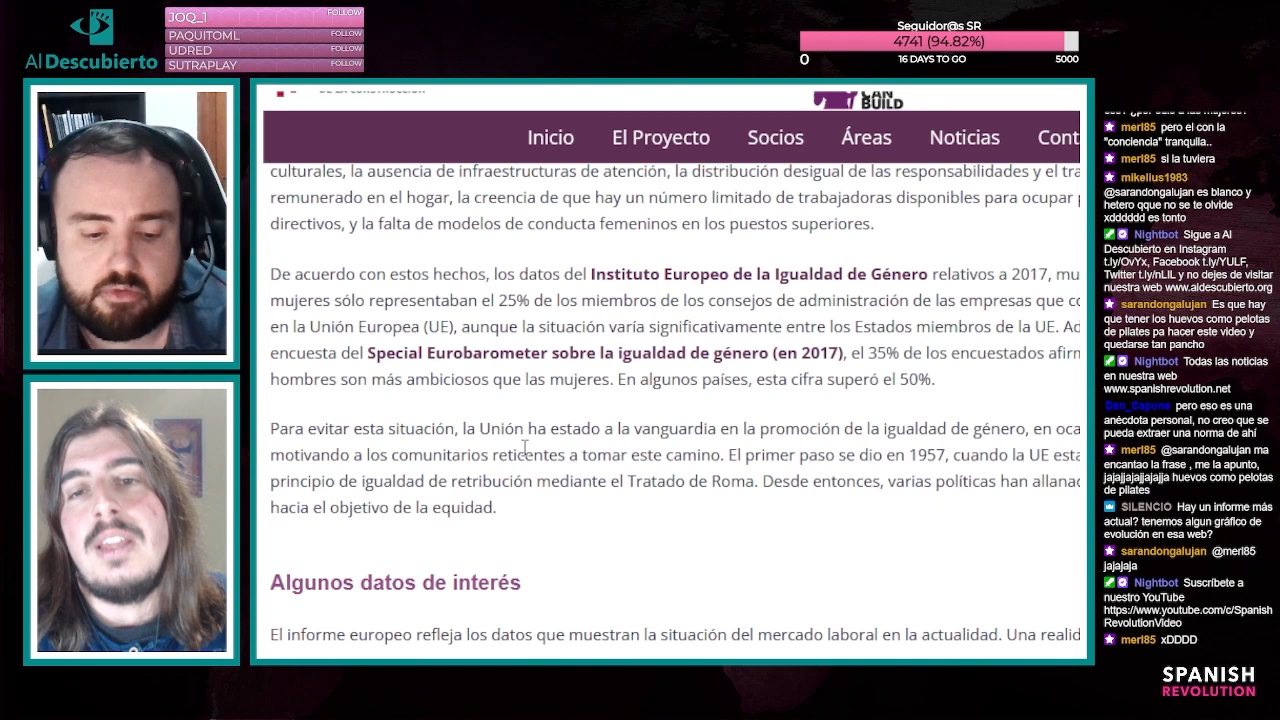 Al Descubierto
JOQ_1 FOLLOW
PAQUITOML FOLLOW
UDRED FOLLOW
SUTRAPLAY FOLLOW
Seguidor@s SR
4741 (94.82%)
0 16 DAYS TO GO 5000
DE LA CONSTRUCCIÓN
CAN
BUILD
Inicio El Proyecto Socios Áreas Noticias Cont
culturales, la ausencia de infraestructuras de atención, la distribución desigual de las responsabilidades y el tra
remunerado en el hogar, la creencia de que hay un número limitado de trabajadoras disponibles para ocupar
directivos, y la falta de modelos de conducta femeninos en los puestos superiores.
De acuerdo con estos hechos, los datos del Instituto Europeo de la Igualdad de Género relativos a 2017, mu
mujeres sólo representaban el 25% de los miembros de los consejos de administración de las empresas que co
en la Unión Europea (UE), aunque la situación varía significativamente entre los Estados miembros de la UE. Ad
encuesta del Special Eurobarometer sobre la igualdad de género (en 2017), el 35% de los encuestados afirm
hombres son más ambiciosos que las mujeres. En algunos países, esta cifra superó el 50%.
Para evitar esta situación, la Unión ha estado a la vanguardia en la promoción de la igualdad de género, en oca
motivando a los comunitarios reticentes a tomar este camino. El primer paso se dio en 1957, cuando la UE esta
principio de igualdad de retribución mediante el Tratado de Roma. Desde entonces, varias políticas han allanad
hacia el objetivo de la equidad.
Algunos datos de interés
El informe europeo refleja los datos que muestran la situación del mercado laboral en la actualidad. Una realid
merl85 pero el con la
"conciencia" tranquila..
merl85 si la tuviera
mikelius1983
@sarandongalujan es blanco y
hetero qque no se te olvide
xdddddd es tonto
Nightbot Sigue a Al
Descubierto en Instagram
t.ly/OvYx, Facebook t.ly/YULF,
Twitter t.ly/nLIL y no dejes de visitar
nuestra web www.aldescubierto.org
sarandongalujan Es que hay
que tener los huevos como pelotas
de pilates pa hacer este video y
quedarse tan pancho
Nightbot Todas las noticias
en nuestra web
www.spanishrevolution.net
Dan_Capone pero eso es una
anécdota personal, no creo que se
pueda extraer una norma de ahí
merl85 @sarandongalujan ma
encantao la frase , me la apunto,
jajajjajajjajajja huevos como pelotas
de pilates
SILENCIO Hay un informe más
actual? tenemos algun gráfico de
evolución en esa web?
sarandongalujan @merl85
jajajaja
Nightbot Suscríbete a
nuestro YouTube
https://www.youtube.com/c/Spanish
RevolutionVideo
merl85 xDDDD
SPANISH
REVOLUTION